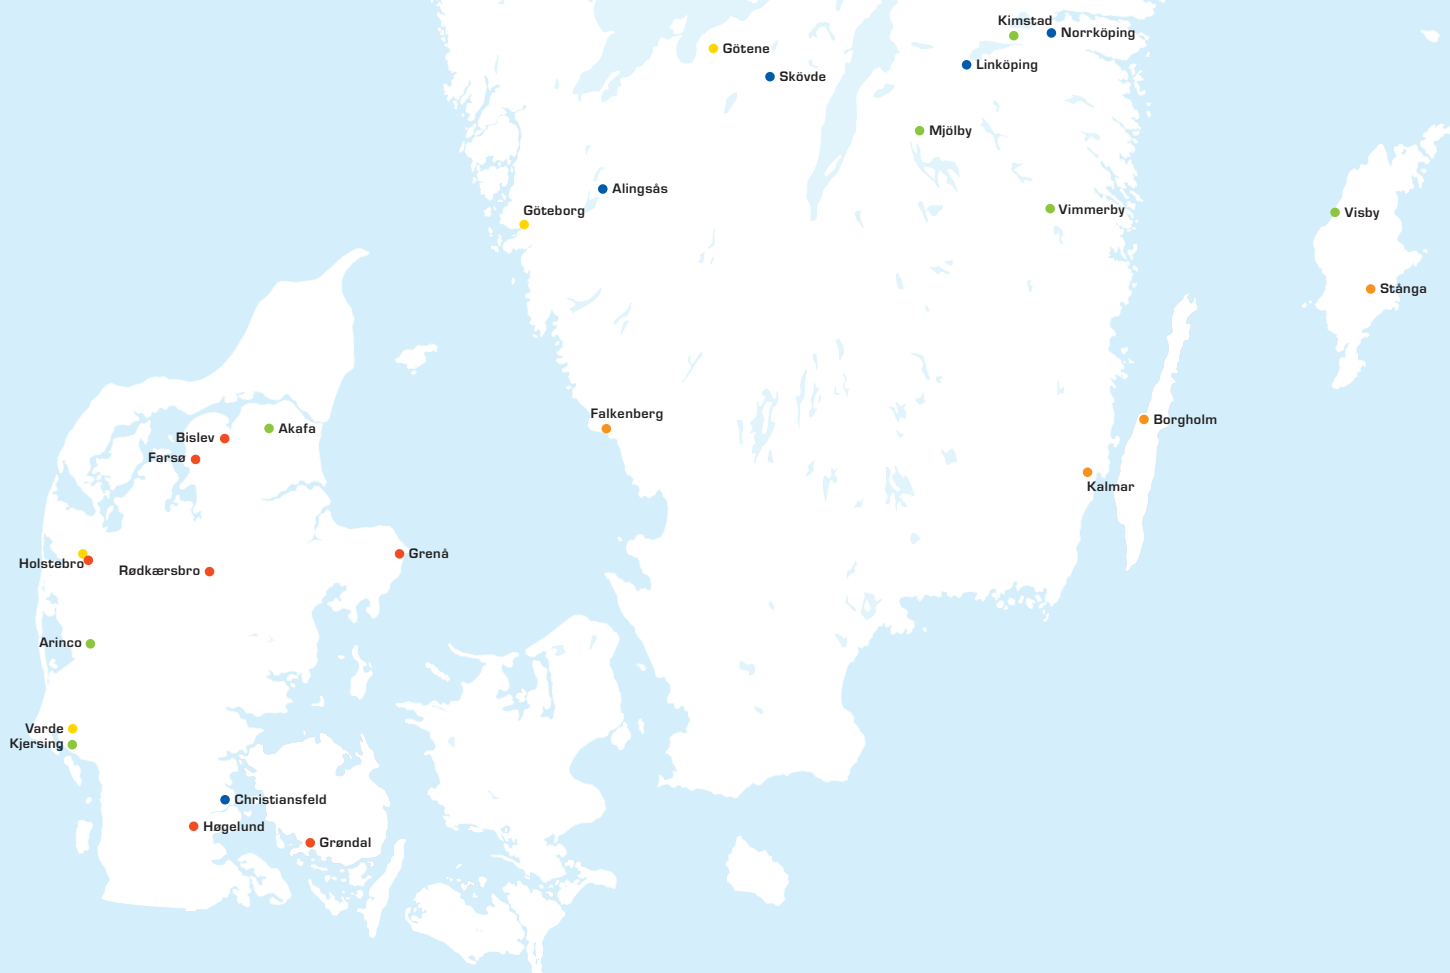 Kimstad
Norrköping
Götene
Linköping
Skövde
Mjölby
Alingsås
Göteborg
Vimmerby
Visby
Stånga
Falkenberg
Borgholm
Akafa
Bislev
Farsø
Kalmar
Grenå
Holstebro
Rødkærsbro
Arinco
Varde
Kjersing
Christiansfeld
Høgelund
Grøndal